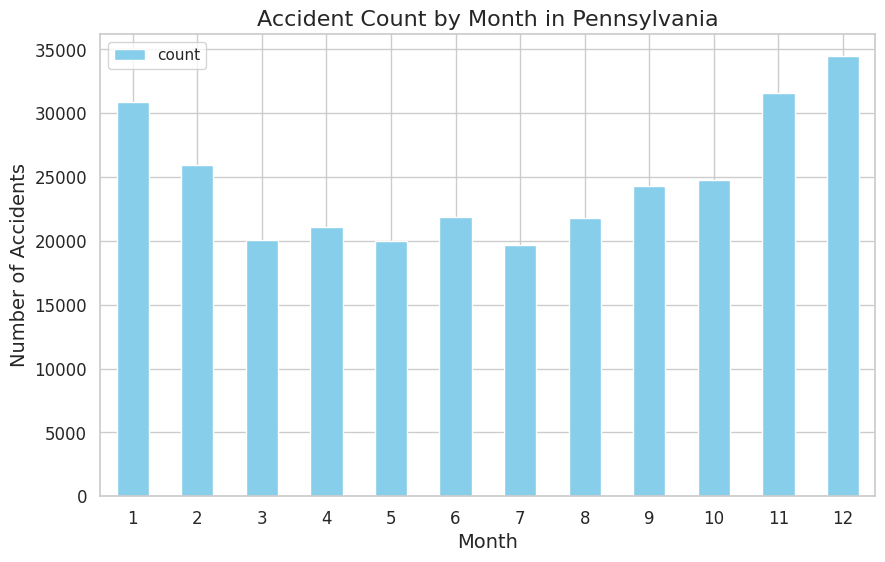 Accident Count by Month in Pennsylvania
count
Number of Accidents
35000
30000
25000
20000
15000
10000
5000
0
1 2 3 4 5 6 7 8 9 10 11 12
Month